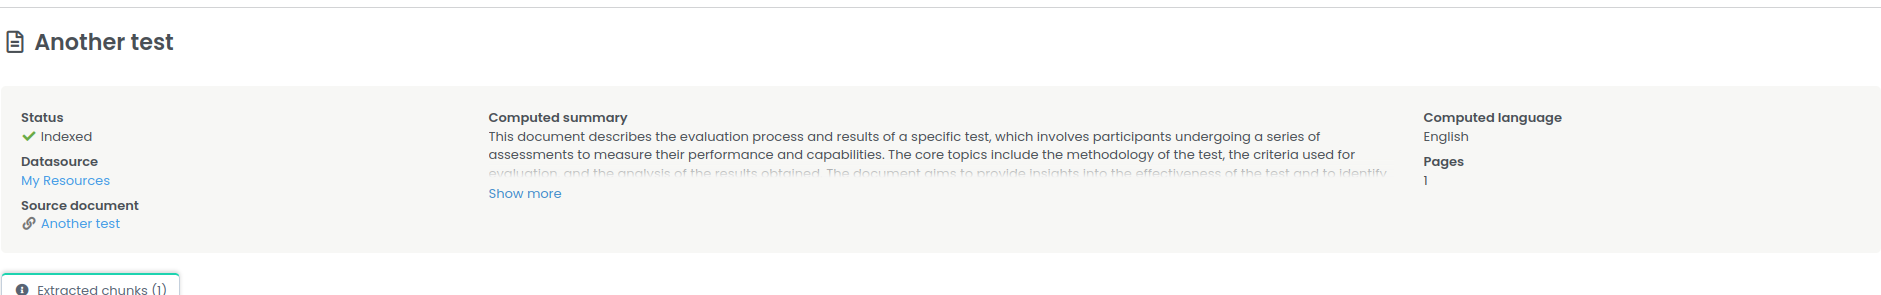 Another test
Status
Indexed
Datasource
My Resources
Source document
Another test
Computed summary
This document describes the evaluation process and results of a specific test, which involves participants undergoing a series of
assessments to measure their performance and capabilities. The core topics include the methodology of the test, the criteria used for
evaluation, and the analysis of the results obtained. The document aims to provide insights into the effectiveness of the test and to identify
Show more
Computed language
English
Pages
1
Extracted chunks (1)